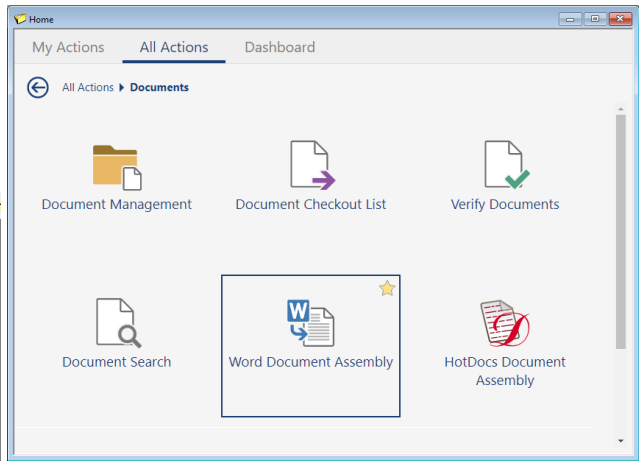 Home
My Actions All Actions Dashboard
All Actions Documents
Document Management Document Checkout List Verify Documents
W
Document Search Word Document Assembly HotDocs Document
Assembly